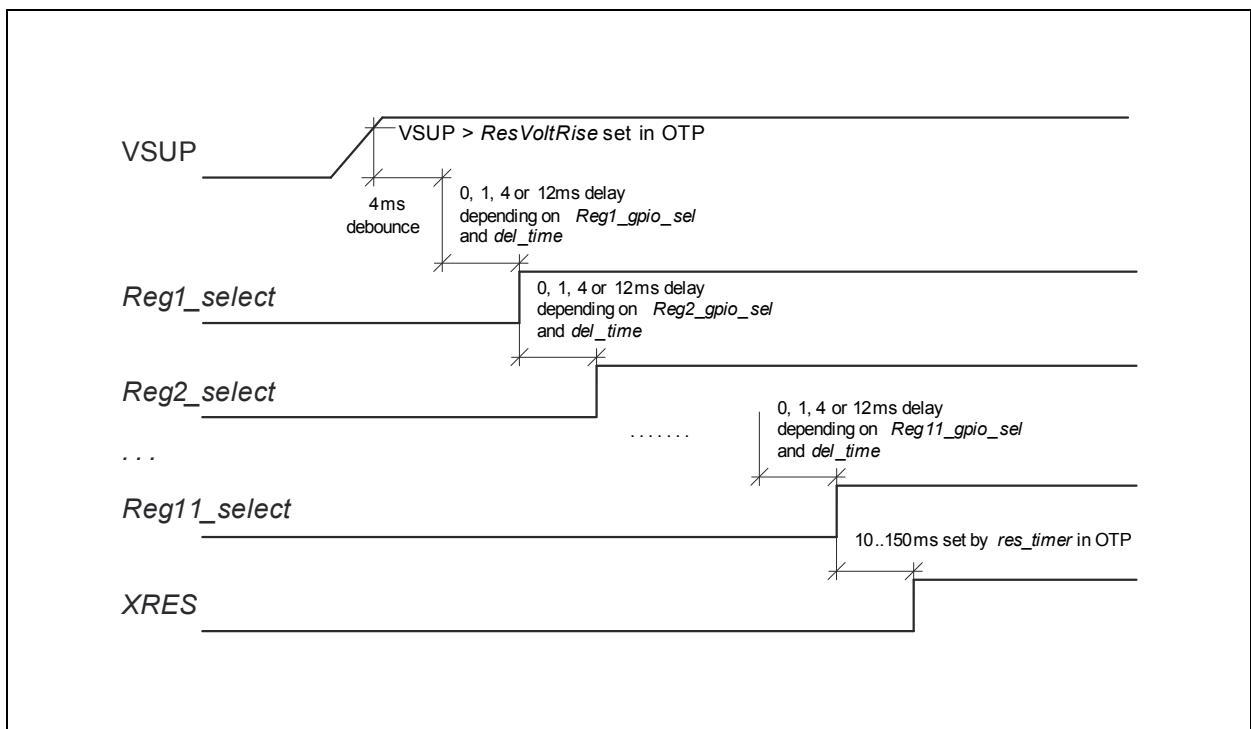 VSUP
VSUP > ResVoltRise set in OTP
4ms
debounce
0, 1, 4 or 12ms delay
depending on Reg1_gpio_sel
and del_time
Reg1_select
0, 1, 4 or 12ms delay
depending on Reg2_gpio_sel
and del_time
Reg2_select
.......
0, 1, 4 or 12ms delay
depending on Reg11_gpio_sel
and del_time
...
Reg11_select
10..150ms set by res_timer in OTP
XRES